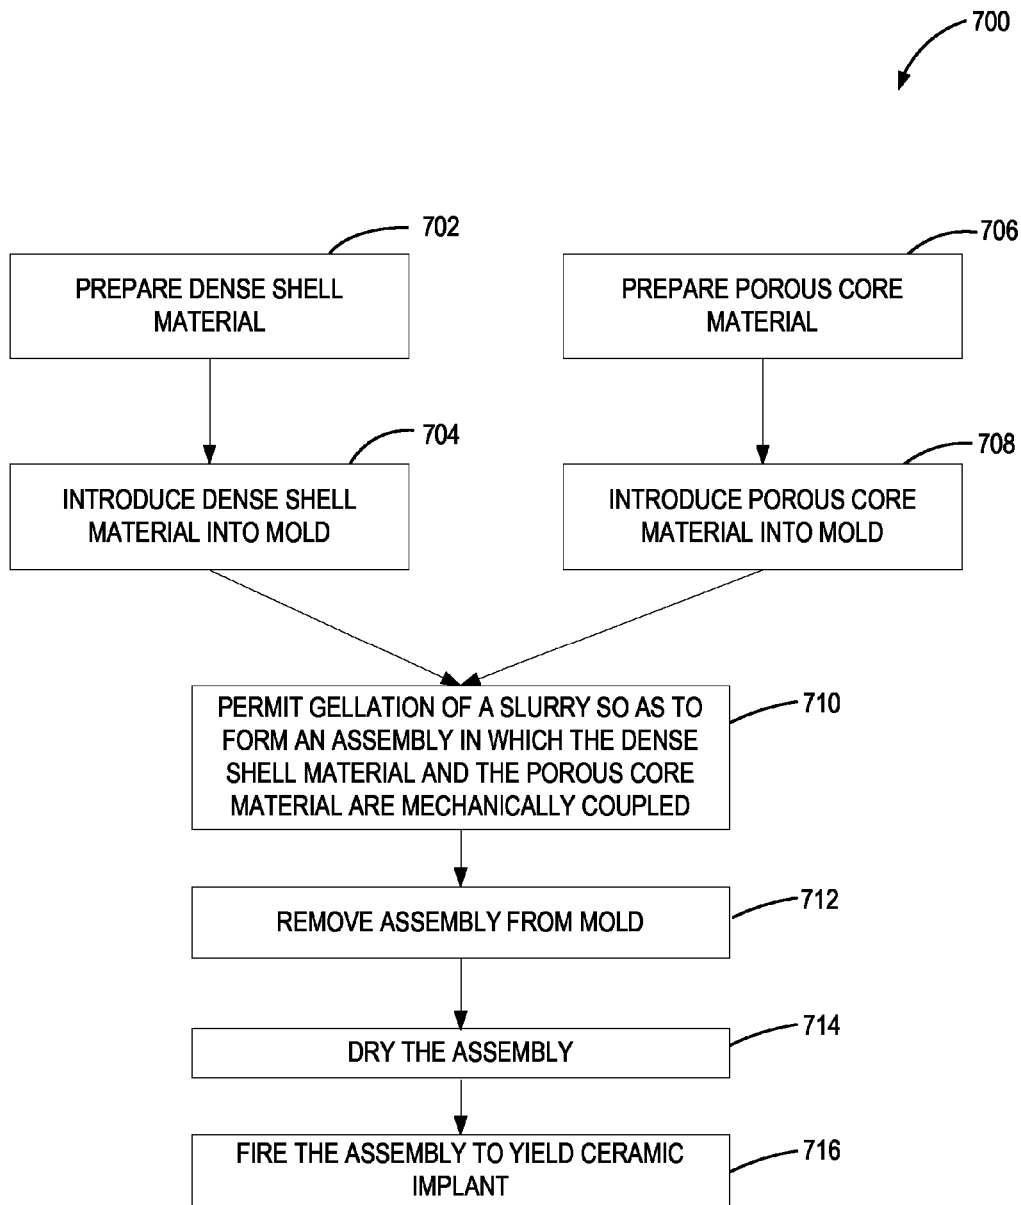 700
702
PREPARE DENSE SHELL
MATERIAL
706
PREPARE POROUS CORE
MATERIAL
704
INTRODUCE DENSE SHELL
MATERIAL INTO MOLD
708
INTRODUCE POROUS CORE
MATERIAL INTO MOLD
710
PERMIT GELLATION OF A SLURRY SO AS TO
FORM AN ASSEMBLY IN WHICH THE DENSE
SHELL MATERIAL AND THE POROUS CORE
MATERIAL ARE MECHANICALLY COUPLED
712
REMOVE ASSEMBLY FROM MOLD
714
DRY THE ASSEMBLY
716
FIRE THE ASSEMBLY TO YIELD CERAMIC
IMPLANT